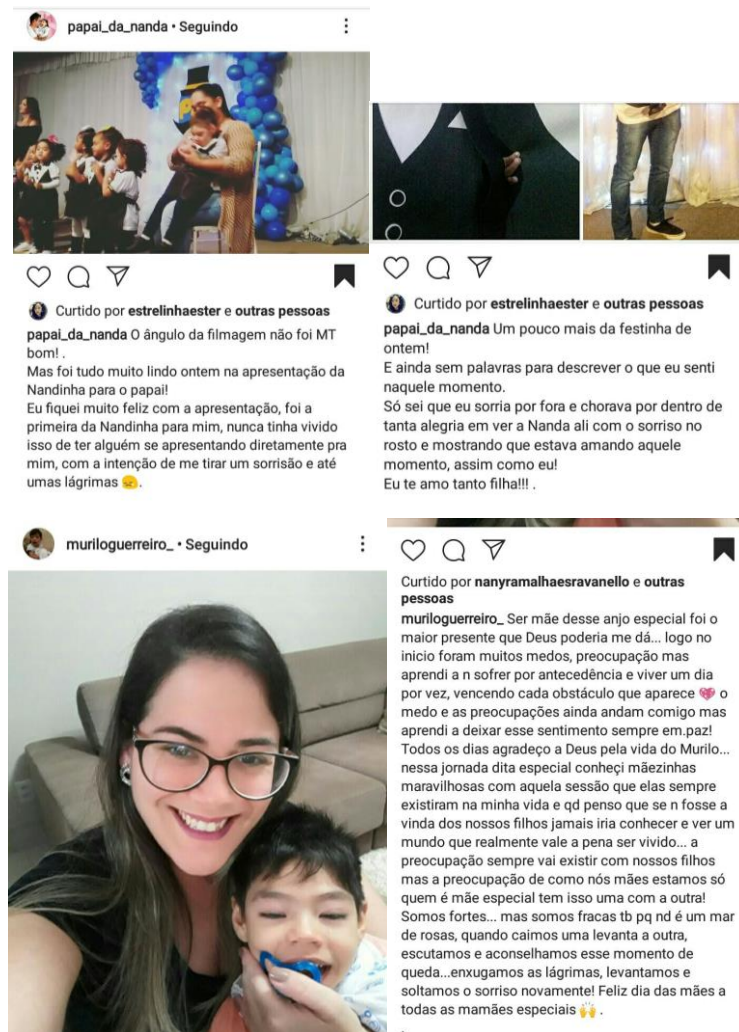 papai_da_nanda • Seguindo
Curtido por estrelinhaester e outras pessoas
papai_da_nanda O ângulo da filmagem não foi MT
bom! .
Mas foi tudo muito lindo ontem na apresentação da
Nandinha para o papai!
Eu fiquei muito feliz com a apresentação, foi a
primeira da Nandinha para mim, nunca tinha vivido
isso de ter alguém se apresentando diretamente pra
mim, com a intenção de me tirar um sorrisão e até
umas lágrimas 😢.
Curtido por estrelinhaester e outras pessoas
papai_da_nanda Um pouco mais da festinha de
ontem!
E ainda sem palavras para descrever o que eu senti
naquele momento.
Só sei que eu sorria por fora e chorava por dentro de
tanta alegria em ver a Nanda ali com o sorriso no
rosto e mostrando que estava amando aquele
momento, assim como eu!
Eu te amo tanto filha!!! .
muriloguerreiro_ • Seguindo
Curtido por nanyramalhaesravanello e outras
pessoas
muriloguerreiro_ Ser mãe desse anjo especial foi o
maior presente que Deus poderia me dá... logo no
inicio foram muitos medos, preocupação mas
aprendi a n sofrer por antecedência e viver um dia
por vez, vencendo cada obstáculo que aparece 💖 o
medo e as preocupações ainda andam comigo mas
aprendi a deixar esse sentimento sempre em.paz!
Todos os dias agradeço a Deus pela vida do Murilo...
nessa jornada dita especial conheçi mãezinhas
maravilhosas com aquela sessão que elas sempre
existiram na minha vida e qd penso que se n fosse a
vinda dos nossos filhos jamais iria conhecer e ver um
mundo que realmente vale a pena ser vivido... a
preocupação sempre vai existir com nossos filhos
mas a preocupação de como nós mães estamos só
quem é mãe especial tem isso uma com a outra!
Somos fortes... mas somos fracas tb pq nd é um mar
de rosas, quando caimos uma levanta a outra,
escutamos e aconselhamos esse momento de
queda...enxugamos as lágrimas, levantamos e
soltamos o sorriso novamente! Feliz dia das mães a
todas as mamães especiais 🙌 .